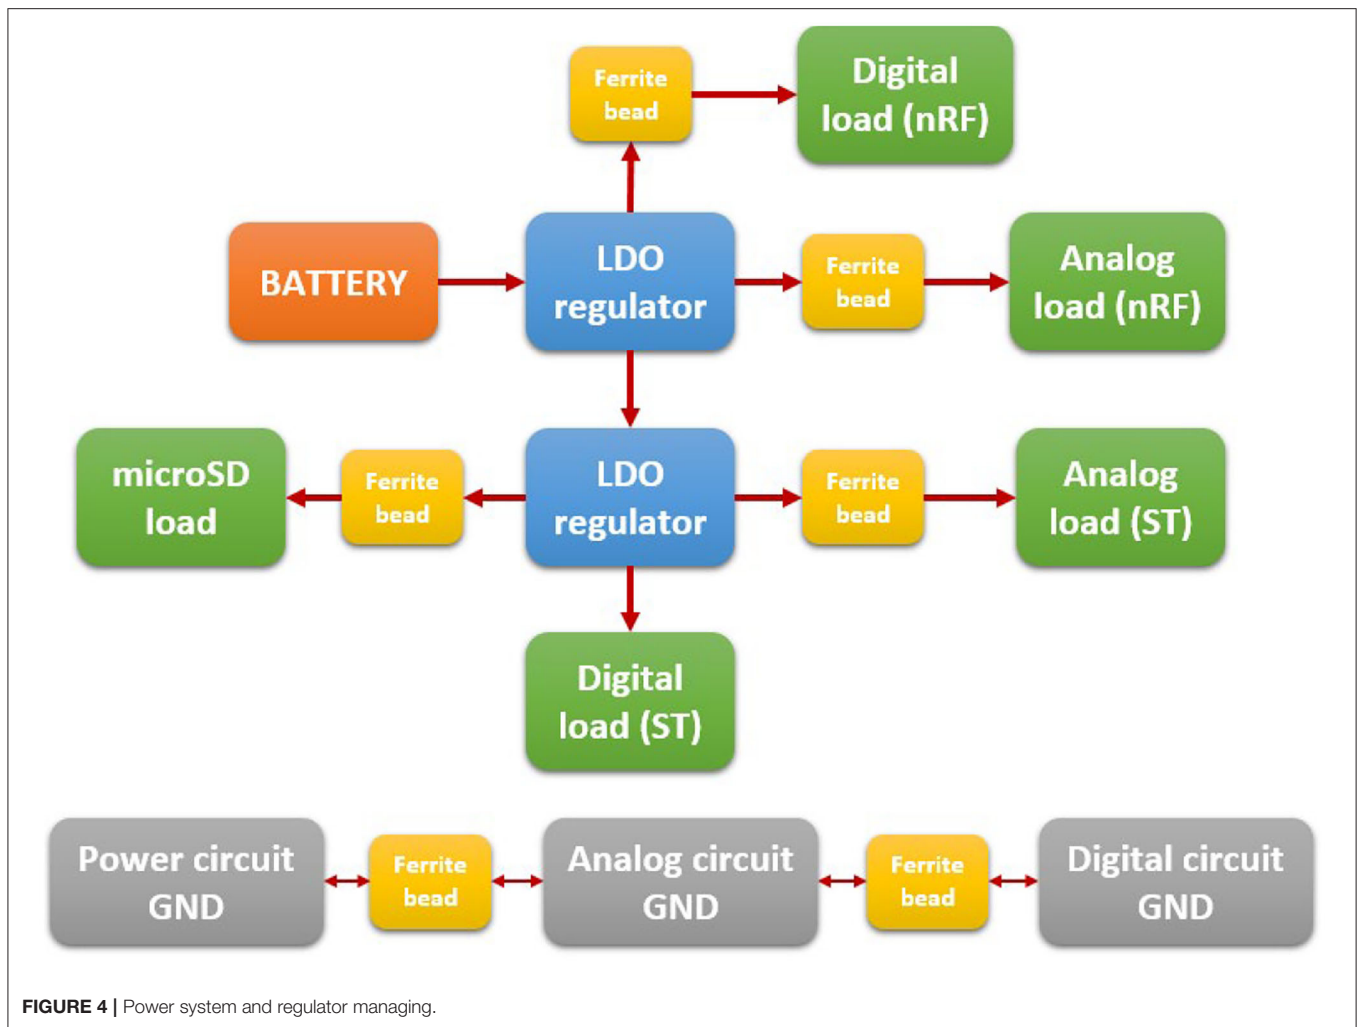 Ferrite
bead
Digital
load (nRF)
BATTERY
LDO
regulator
Ferrite
bead
Analog
load (nRF)
microSD
load
Ferrite
bead
LDO
regulator
Ferrite
bead
Analog
load (ST)
Digital
load (ST)
Power circuit
GND
Ferrite
bead
Analog circuit
GND
Ferrite
bead
Digital circuit
GND
FIGURE 4 | Power system and regulator managing.